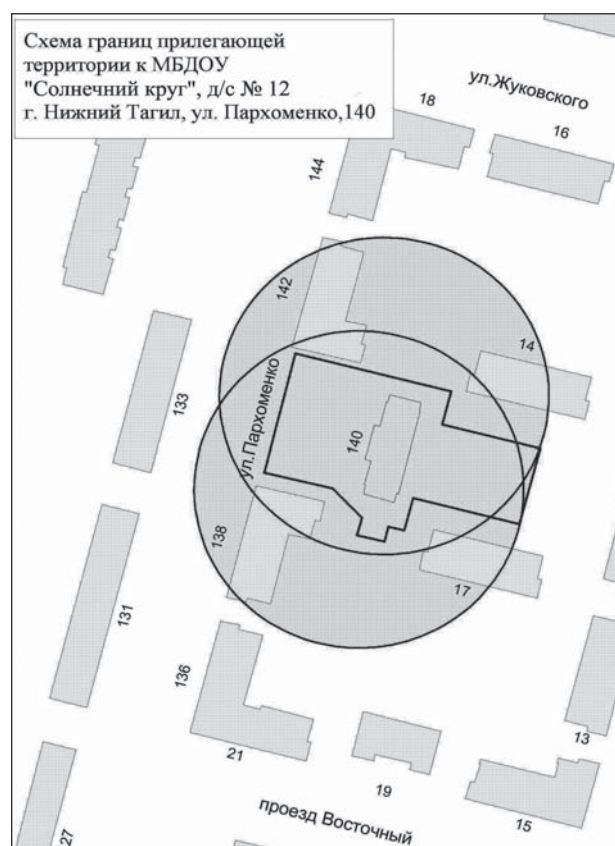 Схема границ прилегающей
территории к МБДОУ
"Солнечний круг", д/с № 12
г. Нижний Тагил, ул. Пархоменко,140
ул.Жуковского
18
16
144
142
14
133
ул.Пархоменко
140
138
17
131
136
21
13
19
15
проезд Восточный
27